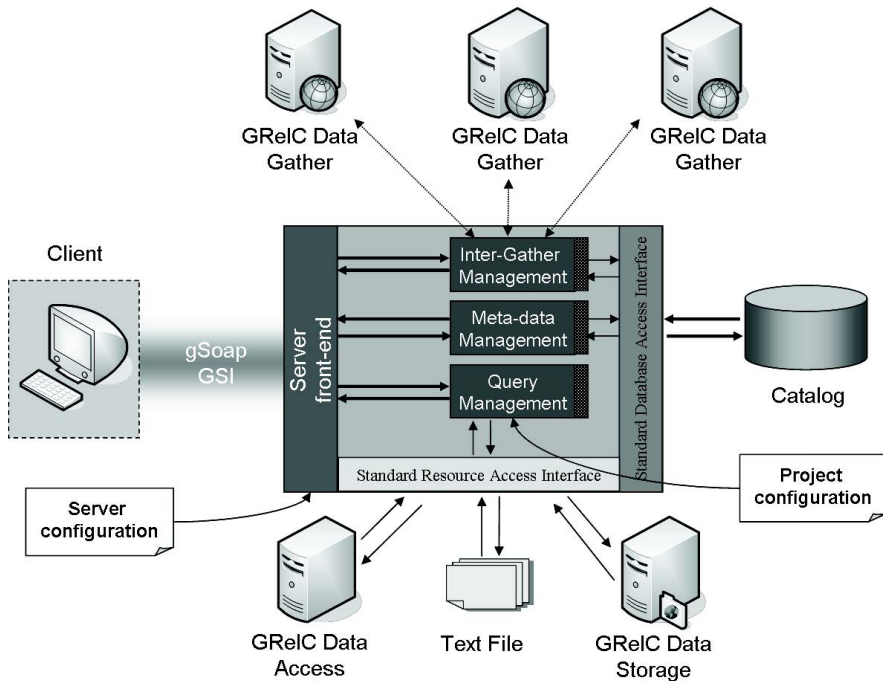 GRelC Data
Gather
GRelC Data
Gather
GRelC Data
Gather
Client
gSoap
GSI
Server
front-end
Inter-Gather
Management
Meta-data
Management
Query
Management
Standard Database Access Interface
Standard Resource Access Interface
Catalog
Server
configuration
Project
configuration
GRelC Data
Access
Text File
GRelC Data
Storage